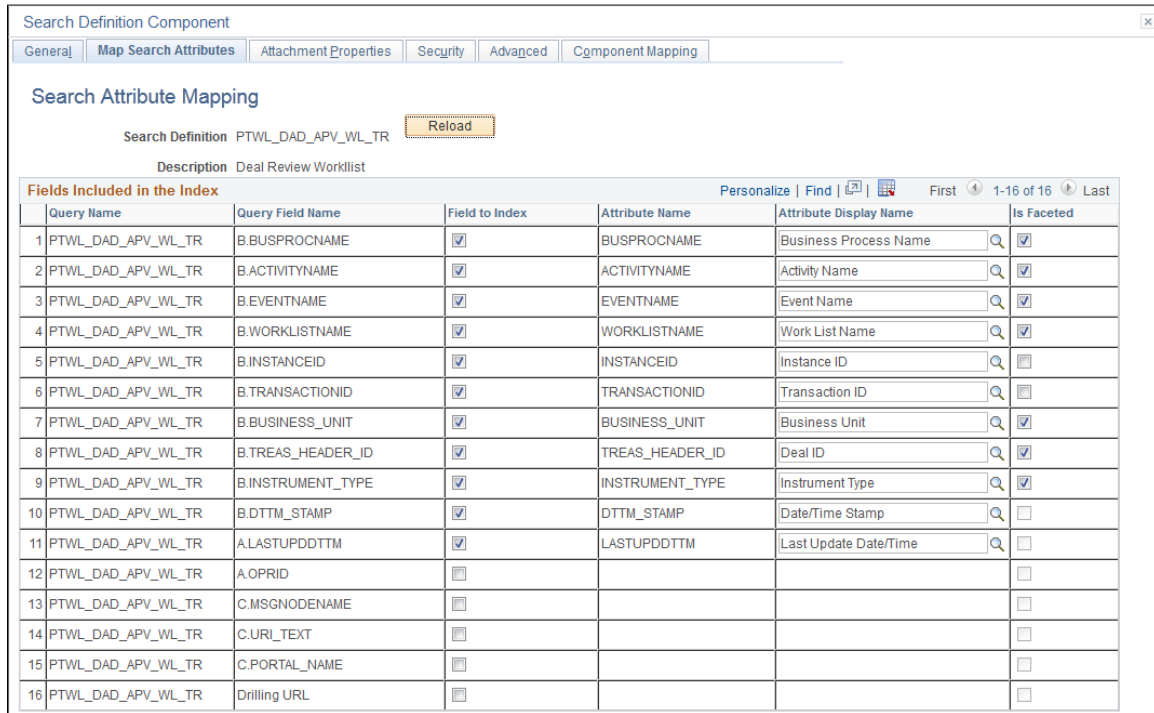 Search Definition Component
General Map Search Attributes Attachment Properties Security Advanced Component Mapping
Search Attribute Mapping
Search Definition PTWL_DAD_APV_WL_TR Reload
Description Deal Review Workllist
Fields Included in the Index Personalize | Find | | First 1-16 of 16 Last
Query Name Query Field Name Field to Index Attribute Name Attribute Display Name Is Faceted
1 PTWL_DAD_APV_WL_TR B.BUSPROCNAME BUSPROCNAME Business Process Name
2 PTWL_DAD_APV_WL_TR B.ACTIVITYNAME ACTIVITYNAME Activity Name
3 PTWL_DAD_APV_WL_TR B.EVENTNAME EVENTNAME Event Name
4 PTWL_DAD_APV_WL_TR B.WORKLISTNAME WORKLISTNAME Work List Name
5 PTWL_DAD_APV_WL_TR B.INSTANCEID INSTANCEID Instance ID
6 PTWL_DAD_APV_WL_TR B.TRANSACTIONID TRANSACTIONID Transaction ID
7 PTWL_DAD_APV_WL_TR B.BUSINESS_UNIT BUSINESS_UNIT Business Unit
8 PTWL_DAD_APV_WL_TR B.TREAS_HEADER_ID TREAS_HEADER_ID Deal ID
9 PTWL_DAD_APV_WL_TR B.INSTRUMENT_TYPE INSTRUMENT_TYPE Instrument Type
10 PTWL_DAD_APV_WL_TR B.DTTM_STAMP DTTM_STAMP Date/Time Stamp
11 PTWL_DAD_APV_WL_TR A.LASTUPDDTTM LASTUPDDTTM Last Update Date/Time
12 PTWL_DAD_APV_WL_TR A.OPRID
13 PTWL_DAD_APV_WL_TR C.MSGNODENAME
14 PTWL_DAD_APV_WL_TR C.URI_TEXT
15 PTWL_DAD_APV_WL_TR C.PORTAL_NAME
16 PTWL_DAD_APV_WL_TR Drilling URL